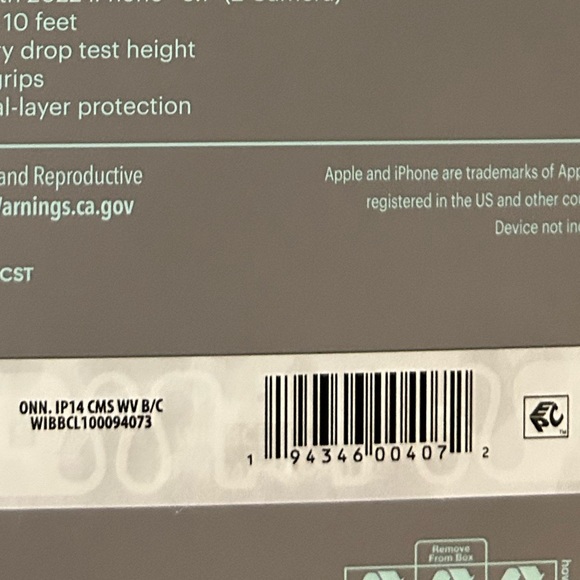 10 feet
y drop test height
grips
al-layer protection
and Reproductive
Warnings.ca.gov
Apple and iPhone are trademarks of App
registered in the US and other co
Device not in
CST
ONN. IP14 CMS WV B/C
WIBBCL100094073
1 94346 00407 2
Remove
From Box